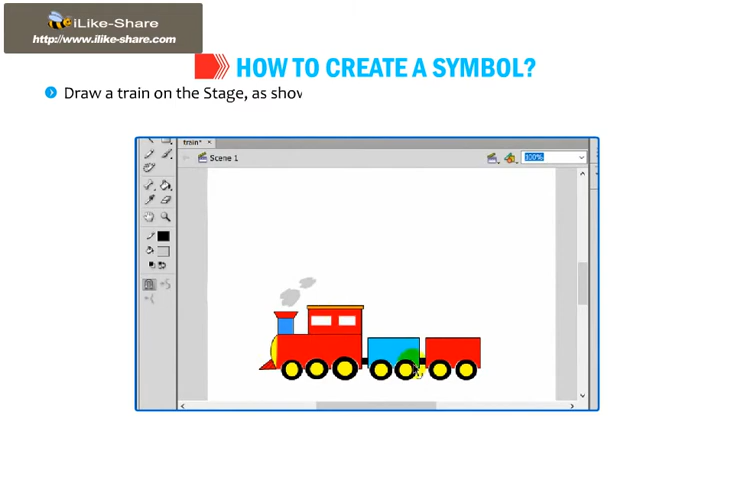 iLike-Share
http://www.ilike-share.com
HOW TO CREATE A SYMBOL?
Draw a train on the Stage, as shov
train* ×
Scene 1
100%